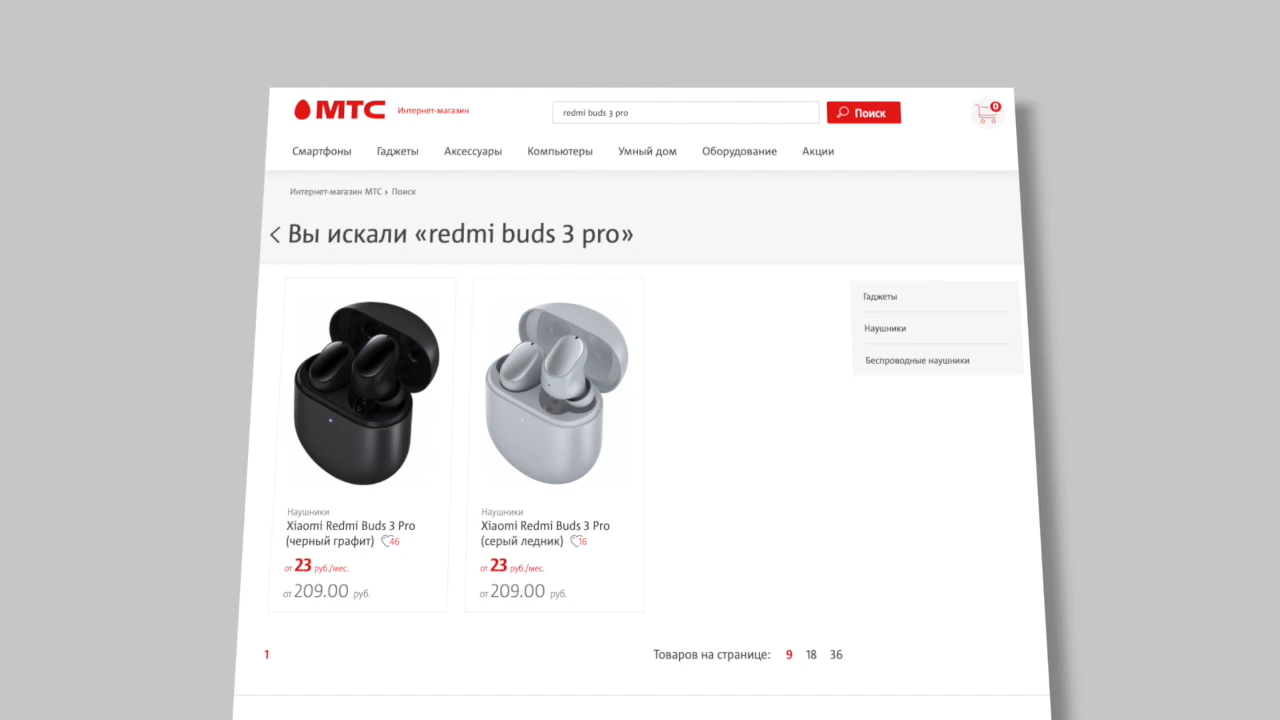 МТС Интернет-магазин
redmi buds 3 pro
Поиск
0
Смартфоны Гаджеты Аксессуары Компьютеры Умный дом Оборудование Акции
Интернет-магазин МТС › Поиск
Вы искали «redmi buds 3 pro»
Наушники
Xiaomi Redmi Buds 3 Pro
(черный графит) 46
от 23 руб./мес.
от 209.00 руб.
Наушники
Xiaomi Redmi Buds 3 Pro
(серый ледник) 16
от 23 руб./мес.
от 209.00 руб.
Гаджеты
Наушники
Беспроводные наушники
1
Товаров на странице: 9 18 36